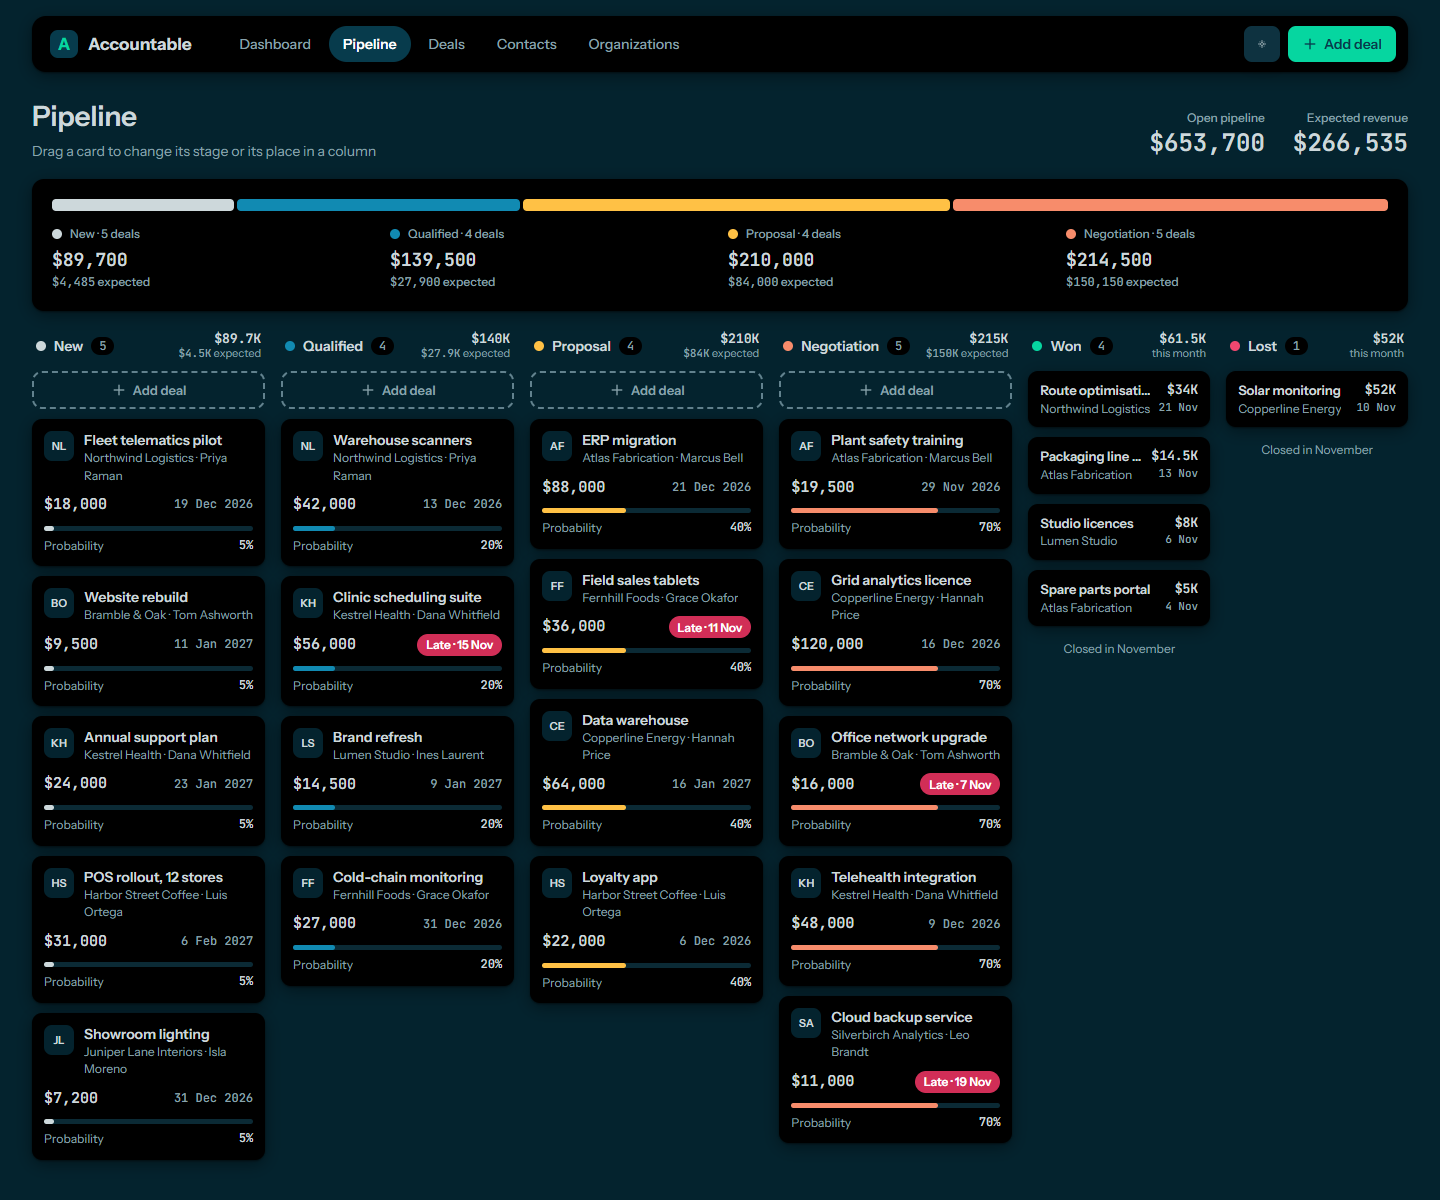 A Accountable Dashboard Pipeline Deals Contacts Organizations + Add deal
Pipeline
Drag a card to change its stage or its place in a column
Open pipeline
$653,700
Expected revenue
$266,535
New · 5 deals
$89,700
$4,485 expected
Qualified · 4 deals
$139,500
$27,900 expected
Proposal · 4 deals
$210,000
$84,000 expected
Negotiation · 5 deals
$214,500
$150,150 expected
New 5
$89.7K
$4.5K expected
+ Add deal
NL
Fleet telematics pilot
Northwind Logistics · Priya
Raman
$18,000 19 Dec 2026
Probability 5%
BO
Website rebuild
Bramble & Oak · Tom Ashworth
$9,500 11 Jan 2027
Probability 5%
KH
Annual support plan
Kestrel Health · Dana Whitfield
$24,000 23 Jan 2027
Probability 5%
HS
POS rollout, 12 stores
Harbor Street Coffee · Luis
Ortega
$31,000 6 Feb 2027
Probability 5%
JL
Showroom lighting
Juniper Lane Interiors · Isla
Moreno
$7,200 31 Dec 2026
Probability 5%
Qualified 4
$140K
$27.9K expected
+ Add deal
NL
Warehouse scanners
Northwind Logistics · Priya
Raman
$42,000 13 Dec 2026
Probability 20%
KH
Clinic scheduling suite
Kestrel Health · Dana Whitfield
$56,000 Late · 15 Nov
Probability 20%
LS
Brand refresh
Lumen Studio · Ines Laurent
$14,500 9 Jan 2027
Probability 20%
FF
Cold-chain monitoring
Fernhill Foods · Grace Okafor
$27,000 31 Dec 2026
Probability 20%
Proposal 4
$210K
$84K expected
+ Add deal
AF
ERP migration
Atlas Fabrication · Marcus Bell
$88,000 21 Dec 2026
Probability 40%
FF
Field sales tablets
Fernhill Foods · Grace Okafor
$36,000 Late · 11 Nov
Probability 40%
CE
Data warehouse
Copperline Energy · Hannah
Price
$64,000 16 Jan 2027
Probability 40%
HS
Loyalty app
Harbor Street Coffee · Luis
Ortega
$22,000 6 Dec 2026
Probability 40%
Negotiation 5
$215K
$150K expected
+ Add deal
AF
Plant safety training
Atlas Fabrication · Marcus Bell
$19,500 29 Nov 2026
Probability 70%
CE
Grid analytics licence
Copperline Energy · Hannah
Price
$120,000 16 Dec 2026
Probability 70%
BO
Office network upgrade
Bramble & Oak · Tom Ashworth
$16,000 Late · 7 Nov
Probability 70%
KH
Telehealth integration
Kestrel Health · Dana Whitfield
$48,000 9 Dec 2026
Probability 70%
SA
Cloud backup service
Silverbirch Analytics · Leo
Brandt
$11,000 Late · 19 Nov
Probability 70%
Won 4
$61.5K
this month
Route optimisati... $34K
Northwind Logistics 21 Nov
Packaging line ... $14.5K
Atlas Fabrication 13 Nov
Studio licences $8K
Lumen Studio 6 Nov
Spare parts portal $5K
Atlas Fabrication 4 Nov
Closed in November
Lost 1
$52K
this month
Solar monitoring $52K
Copperline Energy 10 Nov
Closed in November